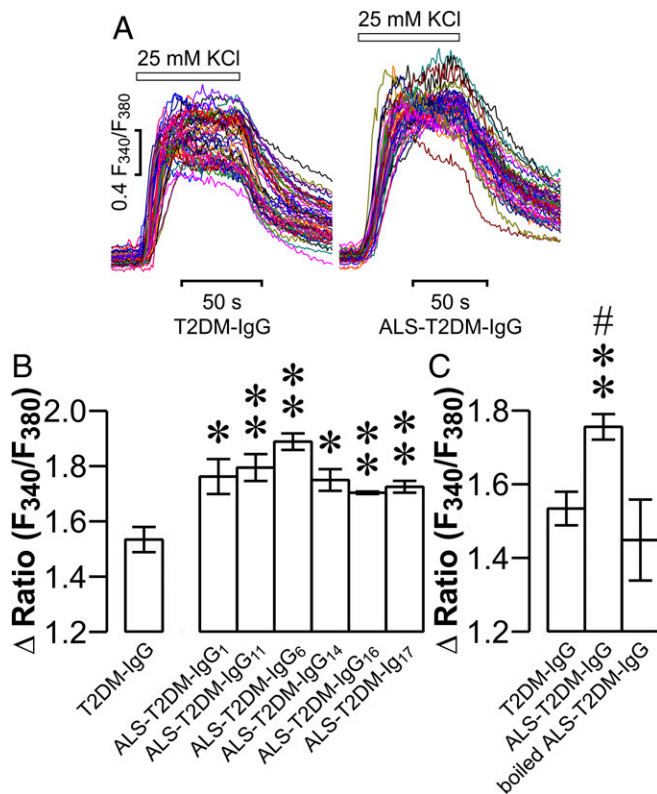 A
25 mM KCl
25 mM KCl
0.4 F340/F380
50 s
50 s
T2DM-IgG
ALS-T2DM-IgG
B
Δ Ratio (F340/F380)
2.0
1.8
1.6
1.4
1.2
*
**
**
*
**
**
T2DM-IgG
ALS-T2DM-IgG1
ALS-T2DM-IgG11
ALS-T2DM-IgG6
ALS-T2DM-IgG14
ALS-T2DM-IgG16
ALS-T2DM-Ig17
C
Δ Ratio (F340/F380)
1.8
1.6
1.4
1.2
#
**
T2DM-IgG
ALS-T2DM-IgG
boiled ALS-T2DM-IgG